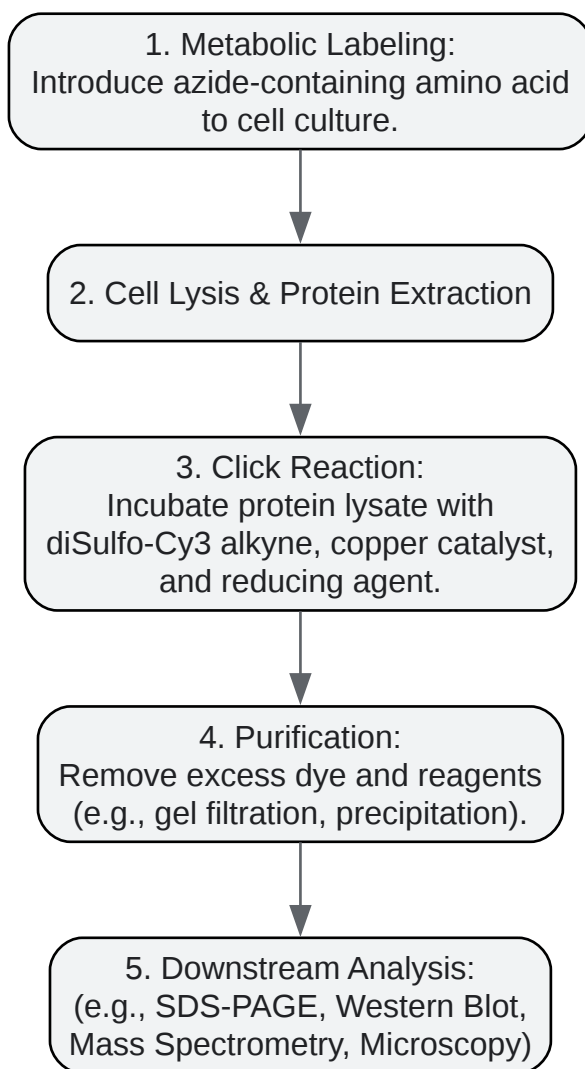 1. Metabolic Labeling:
Introduce azide-containing amino acid
to cell culture.
2. Cell Lysis & Protein Extraction
3. Click Reaction:
Incubate protein lysate with
diSulfo-Cy3 alkyne, copper catalyst,
and reducing agent.
4. Purification:
Remove excess dye and reagents
(e.g., gel filtration, precipitation).
5. Downstream Analysis:
(e.g., SDS-PAGE, Western Blot,
Mass Spectrometry, Microscopy)